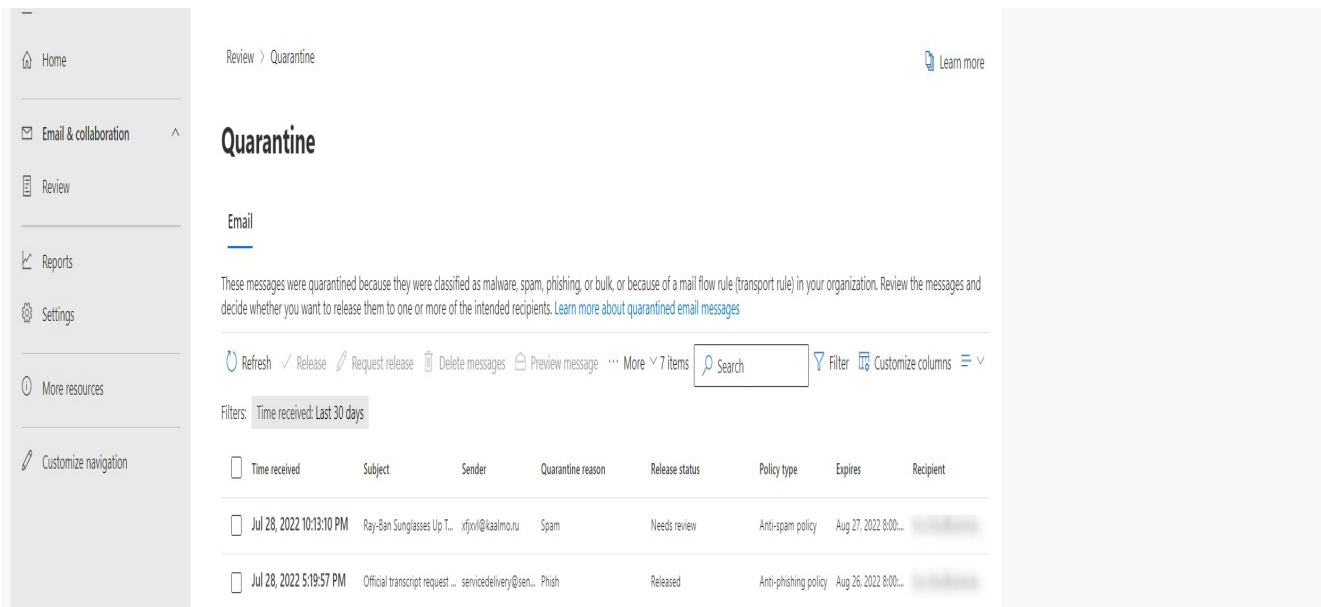 Home
Email & collaboration
Review
Reports
Settings
More resources
Customize navigation
Review > Quarantine
Learn more
Quarantine
Email
These messages were quarantined because they were classified as malware, spam, phishing, or bulk, or because of a mail flow rule (transport rule) in your organization. Review the messages and
decide whether you want to release them to one or more of the intended recipients. Learn more about quarantined email messages
Refresh Release Request release Delete messages Preview message ··· More 7 items Search Filter Customize columns
Filters: Time received: Last 30 days
Time received Subject Sender Quarantine reason Release status Policy type Expires Recipient
Jul 28, 2022 10:13:10 PM Ray-Ban Sunglasses Up T... xfjxvl@kaalmo.ru Spam Needs review Anti-spam policy Aug 27, 2022 8:00:...
Jul 28, 2022 5:19:57 PM Official transcript request ... servicedelivery@sen... Phish Released Anti-phishing policy Aug 26, 2022 8:00:...